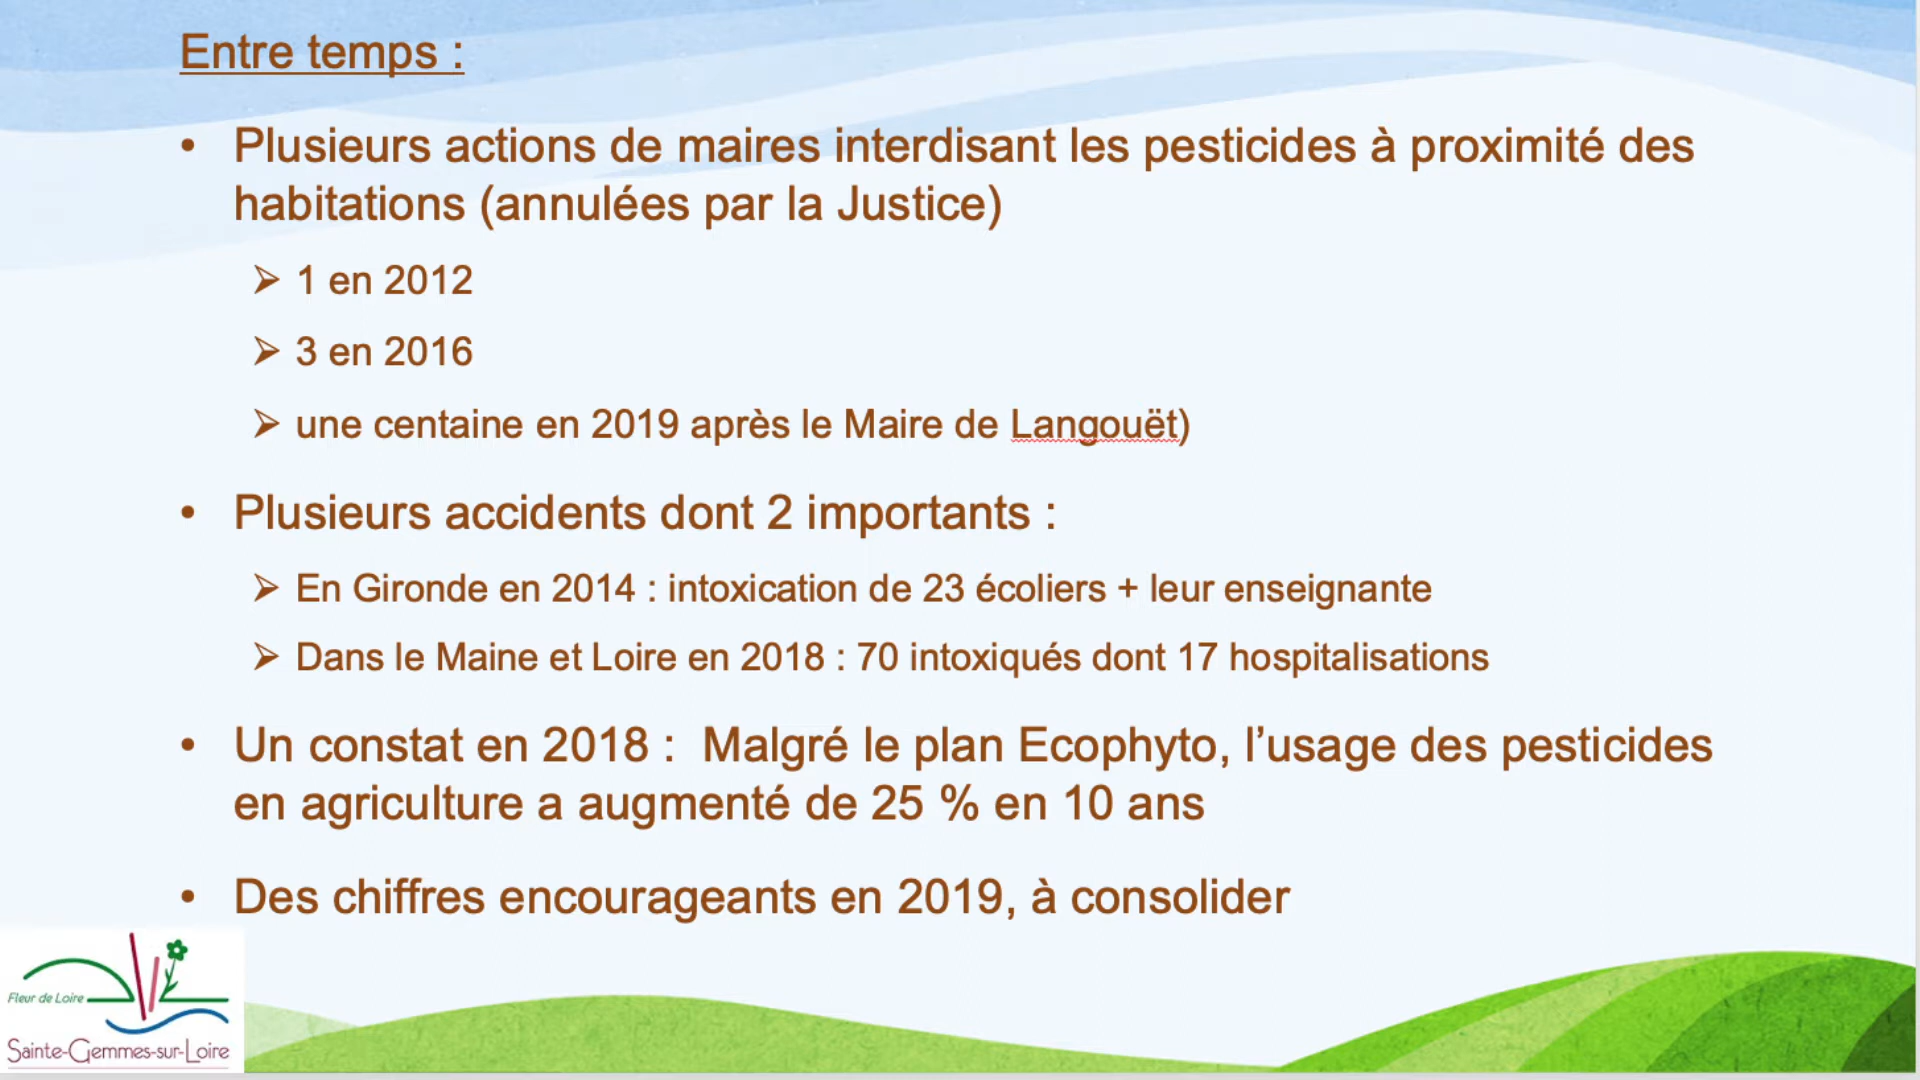 Entre temps :
• Plusieurs actions de maires interdisant les pesticides à proximité des
habitations (annulées par la Justice)
➢ 1 en 2012
➢ 3 en 2016
➢ une centaine en 2019 après le Maire de Langouët)
• Plusieurs accidents dont 2 importants :
➢ En Gironde en 2014 : intoxication de 23 écoliers + leur enseignante
➢ Dans le Maine et Loire en 2018 : 70 intoxiqués dont 17 hospitalisations
• Un constat en 2018 :  Malgré le plan Ecophyto, l’usage des pesticides
en agriculture a augmenté de 25 % en 10 ans
• Des chiffres encourageants en 2019, à consolider
Fleur de Loire
Sainte-Gemmes-sur-Loire